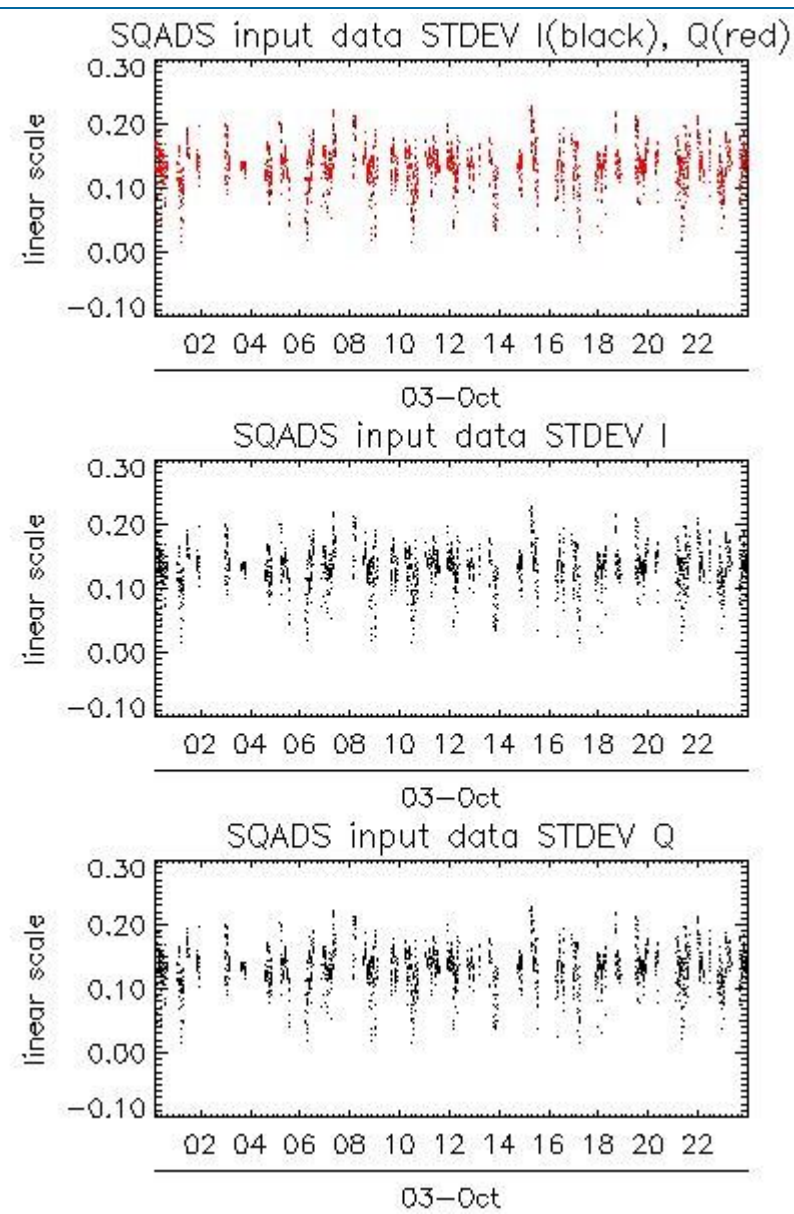 SQADS input data STDEV I(black), Q(red)
0.30
0.20
0.10
0.00
-0.10
linear scale
02 04 06 08 10 12 14 16 18 20 22
03-Oct
SQADS input data STDEV I
0.30
0.20
0.10
0.00
-0.10
linear scale
02 04 06 08 10 12 14 16 18 20 22
03-Oct
SQADS input data STDEV Q
0.30
0.20
0.10
0.00
-0.10
linear scale
02 04 06 08 10 12 14 16 18 20 22
03-Oct